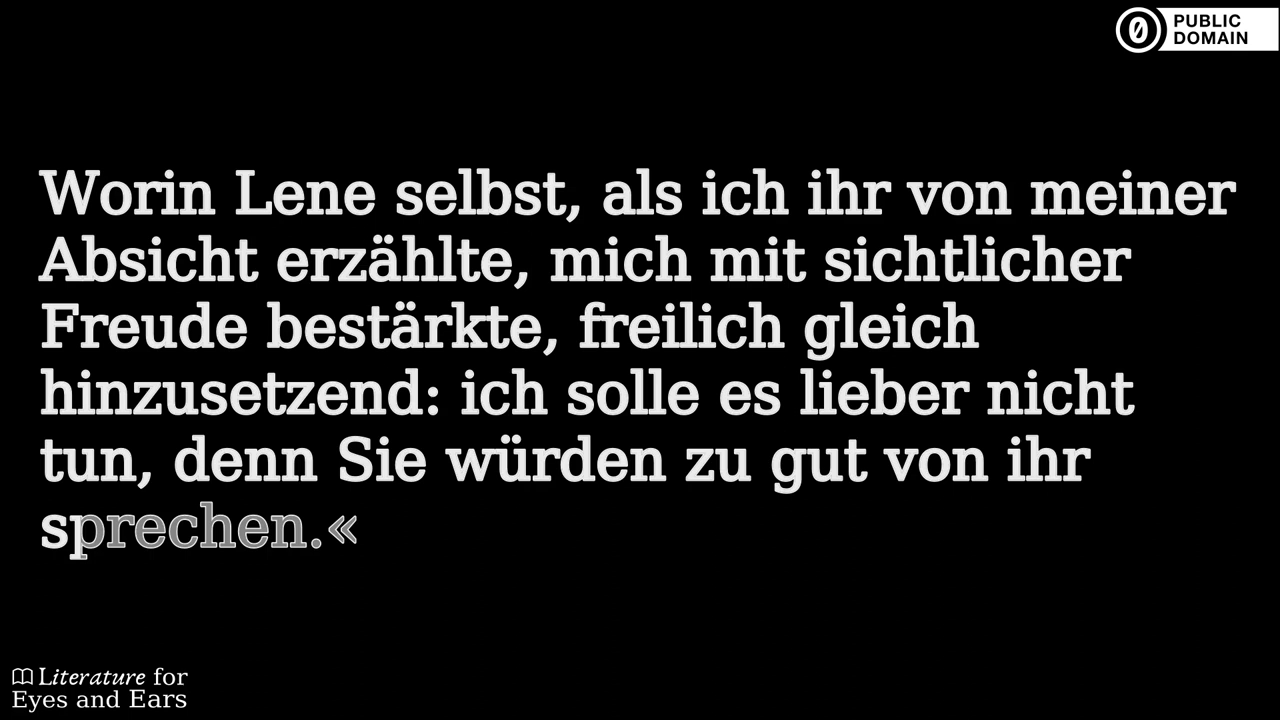 PUBLIC
DOMAIN
Worin Lene selbst, als ich ihr von meiner
Absicht erzählte, mich mit sichtlicher
Freude bestärkte, freilich gleich
hinzusetzend: ich solle es lieber nicht
tun, denn Sie würden zu gut von ihr
sprechen.«
Literature for
Eyes and Ears